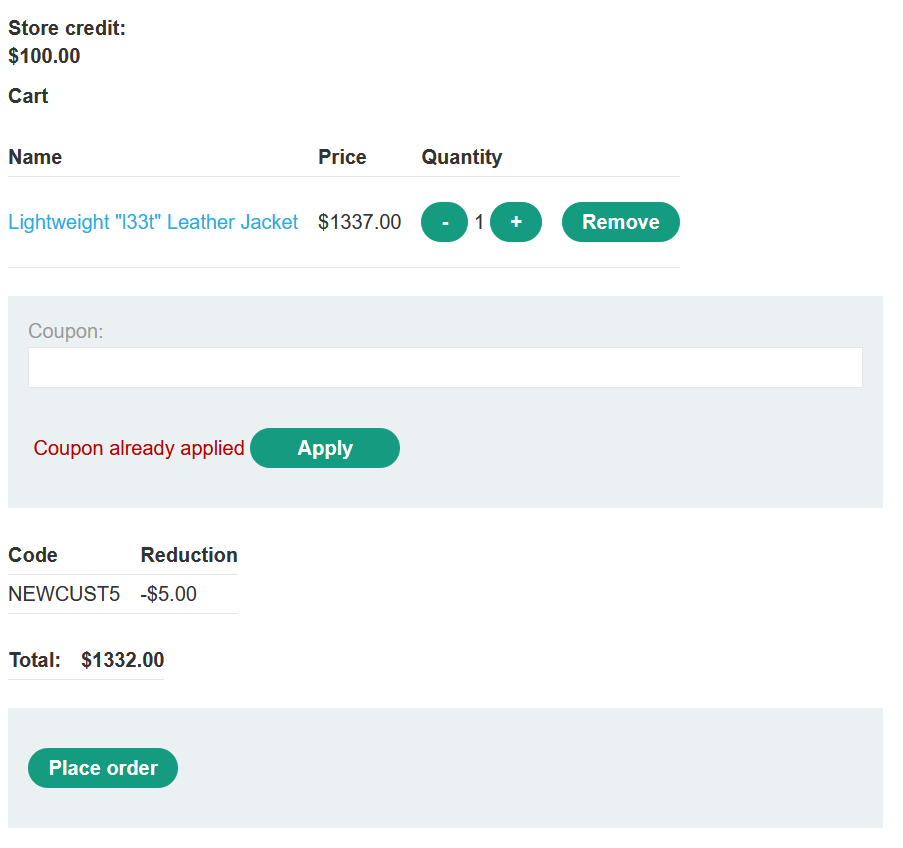 Store credit:
$100.00
Cart
Name Price Quantity
Lightweight "l33t" Leather Jacket $1337.00 - 1 + Remove
Coupon:
Coupon already applied Apply
Code Reduction
NEWCUST5 -$5.00
Total: $1332.00
Place order